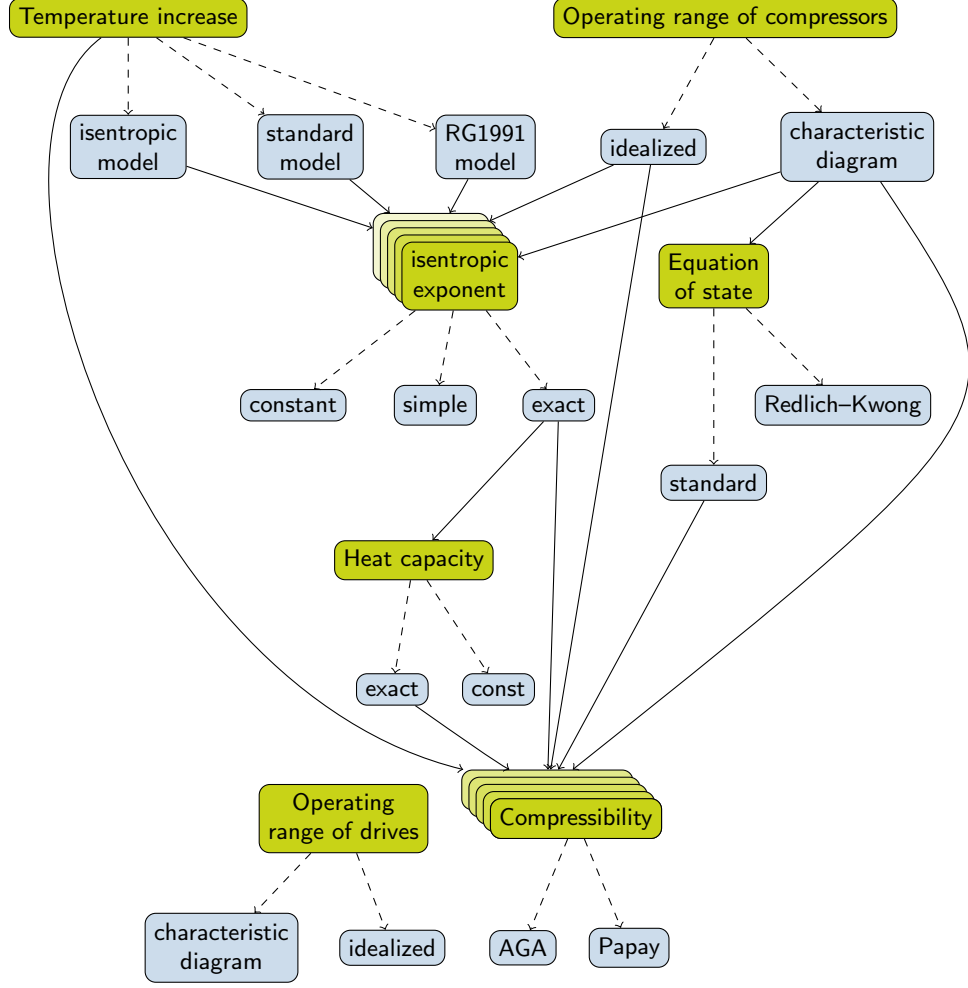 Temperature increase
Operating range of compressors
isentropic
model
standard
model
RG1991
model
idealized
characteristic
diagram
isentropic
exponent
Equation
of state
constant
simple
exact
Redlich–Kwong
standard
Heat capacity
exact
const
Operating
range of drives
Compressibility
characteristic
diagram
idealized
AGA
Papay